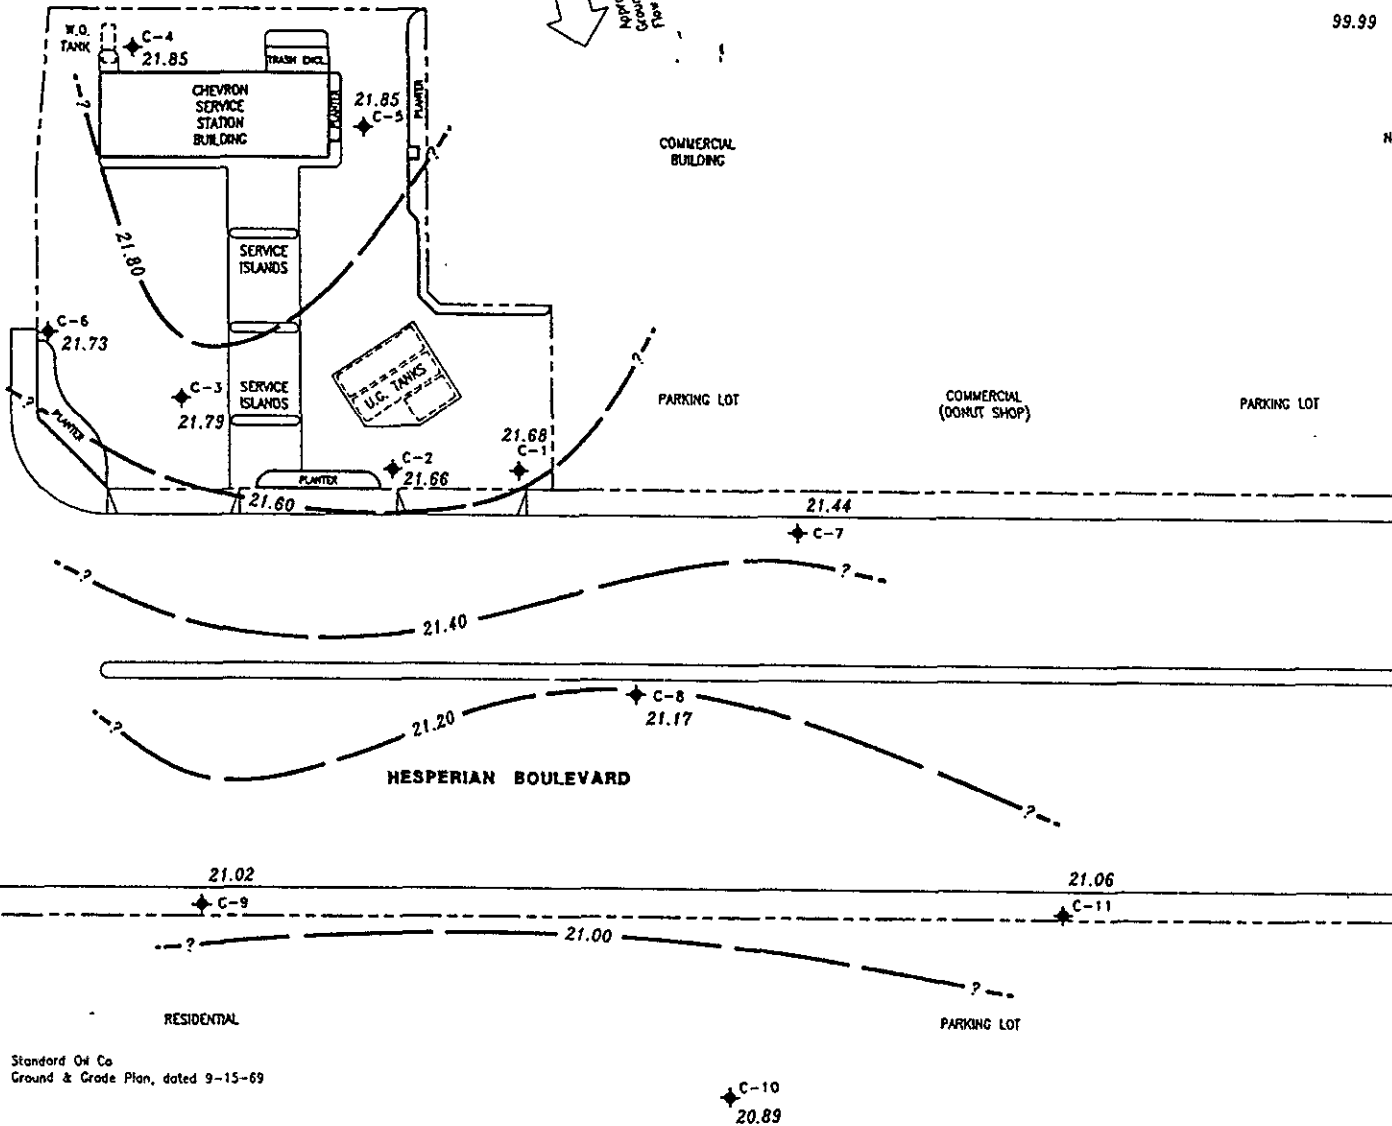 Appro
Grou
Flow
99.99
W.O.
TANK
C-4
21.85
TRASH ENCL.
CHEVRON
SERVICE
STATION
BUILDING
PLANTER
21.85
C-5
PLANTER
COMMERCIAL
BUILDING
N
?
?
21.80
SERVICE
ISLANDS
C-6
21.73
C-3
21.79
SERVICE
ISLANDS
U.G. TANKS
?
PARKING LOT
COMMERCIAL
(DONUT SHOP)
PARKING LOT
?
PLANTER
21.68
C-1
C-2
21.66
PLANTER
21.60
21.44
C-7
?
?
21.40
C-8
21.17
?
21.20
HESPERIAN BOULEVARD
?
21.02
C-9
21.06
C-11
?
21.00
?
RESIDENTIAL
PARKING LOT
Standard Oil Co
Ground & Grade Plan, dated 9-15-69
C-10
20.89